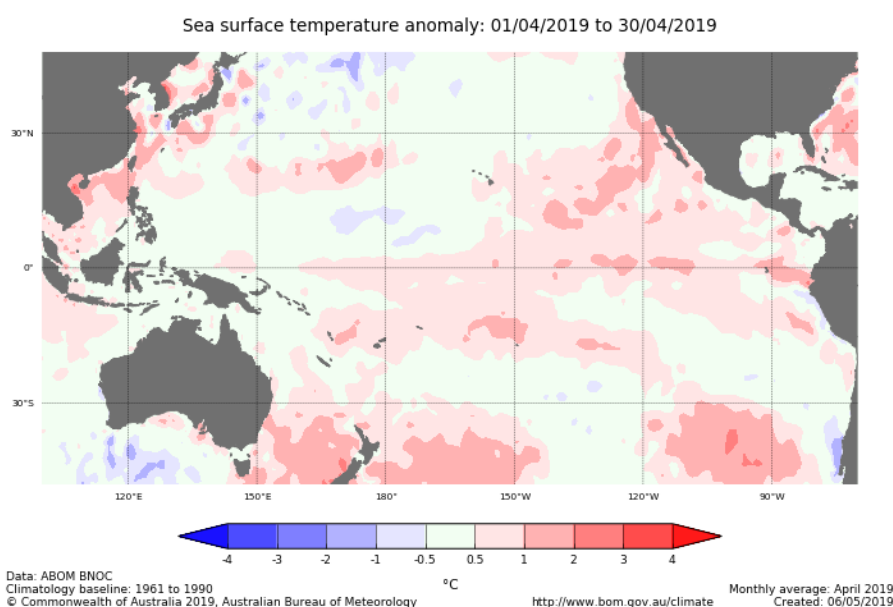 Sea surface temperature anomaly: 01/04/2019 to 30/04/2019
30°N
0°
30°S
120°E 150°E 180° 150°W 120°W 90°W
-4 -3 -2 -1 -0.5 0.5 1 2 3 4
°C
Data: ABOM BNOC
Climatology baseline: 1961 to 1990
© Commonwealth of Australia 2019, Australian Bureau of Meteorology
http://www.bom.gov.au/climate
Monthly average: April 2019
Created: 06/05/2019